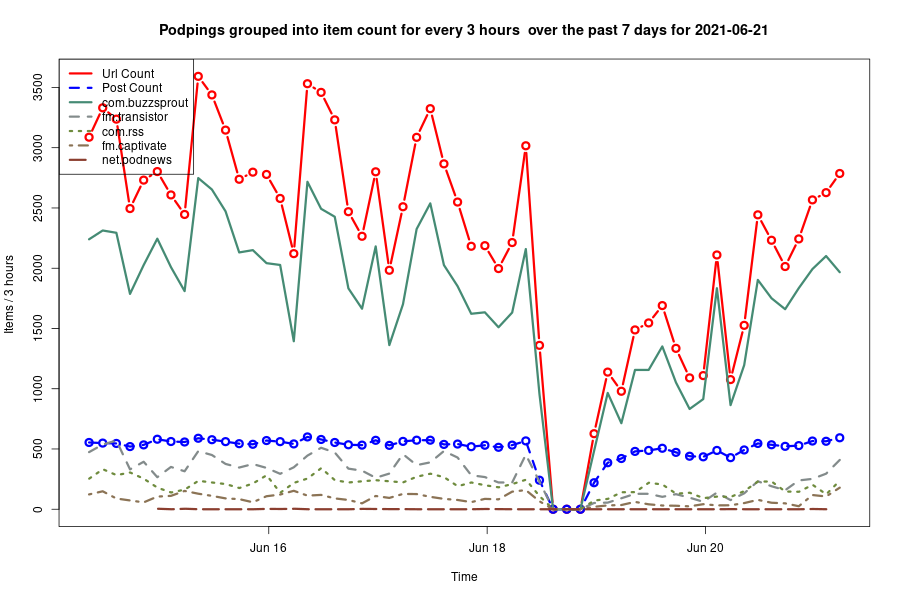 Podpings grouped into item count for every 3 hours  over the past 7 days for 2021-06-21
Url Count
Post Count
com.buzzsprout
fm.transistor
com.rss
fm.captivate
net.podnews
Items / 3 hours
3500
3000
2500
2000
1500
1000
500
0
Jun 16
Jun 18
Jun 20
Time